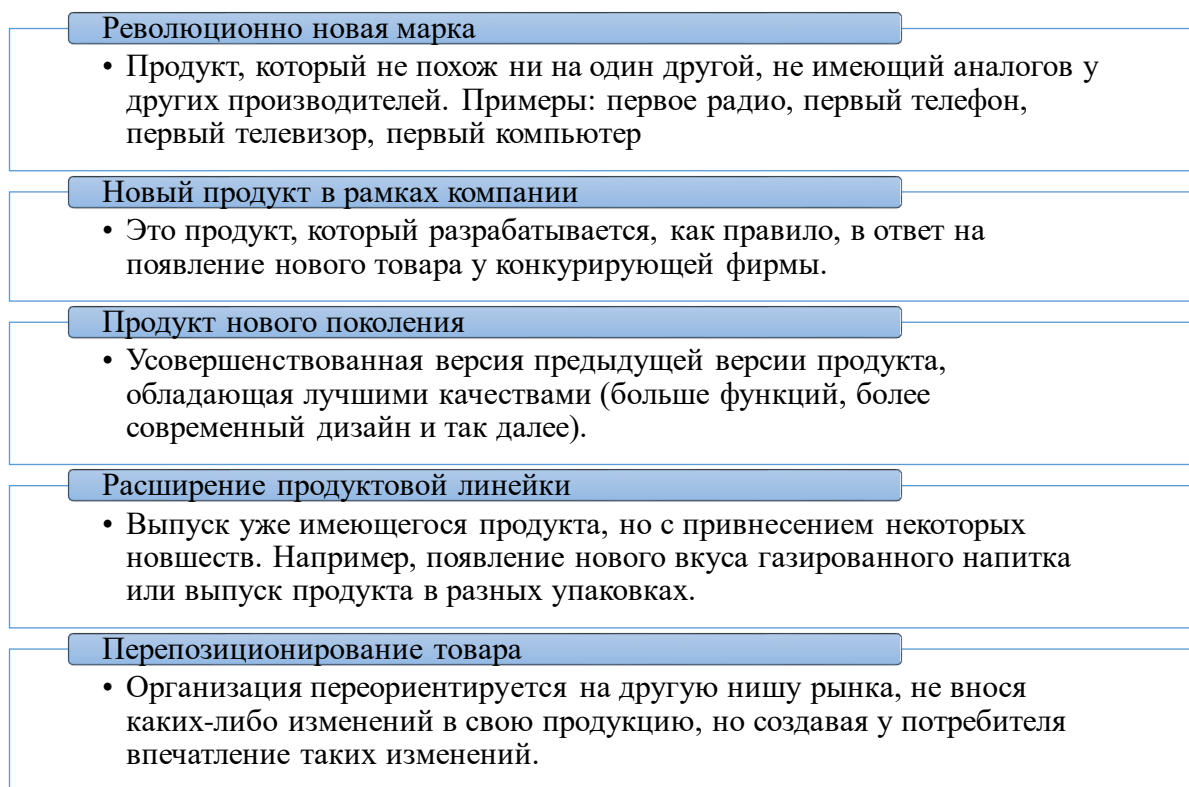 Революционно новая марка
• Продукт, который не похож ни на один другой, не имеющий аналогов у
других производителей. Примеры: первое радио, первый телефон,
первый телевизор, первый компьютер
Новый продукт в рамках компании
• Это продукт, который разрабатывается, как правило, в ответ на
появление нового товара у конкурирующей фирмы.
Продукт нового поколения
• Усовершенствованная версия предыдущей версии продукта,
обладающая лучшими качествами (больше функций, более
современный дизайн и так далее).
Расширение продуктовой линейки
• Выпуск уже имеющегося продукта, но с привнесением некоторых
новшеств. Например, появление нового вкуса газированного напитка
или выпуск продукта в разных упаковках.
Перепозиционирование товара
• Организация переориентируется на другую нишу рынка, не внося
каких-либо изменений в свою продукцию, но создавая у потребителя
впечатление таких изменений.